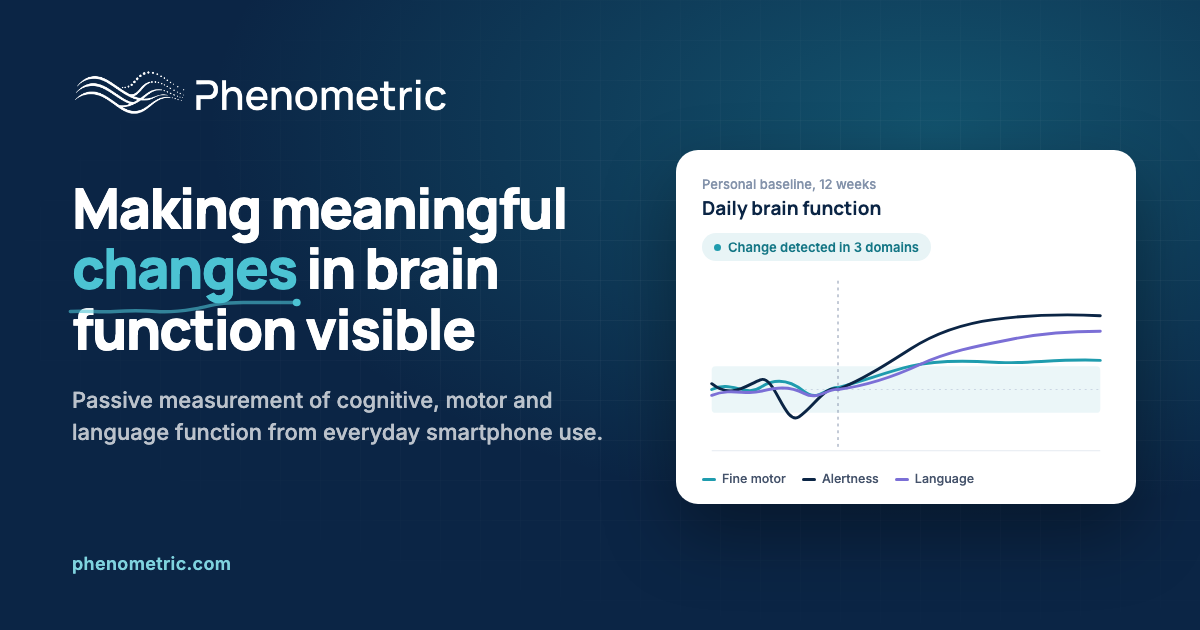 Phenometric
Making meaningful
changes in brain
function visible
Passive measurement of cognitive, motor and
language function from everyday smartphone use.
phenometric.com
Personal baseline, 12 weeks
Daily brain function
Change detected in 3 domains
Fine motor
Alertness
Language